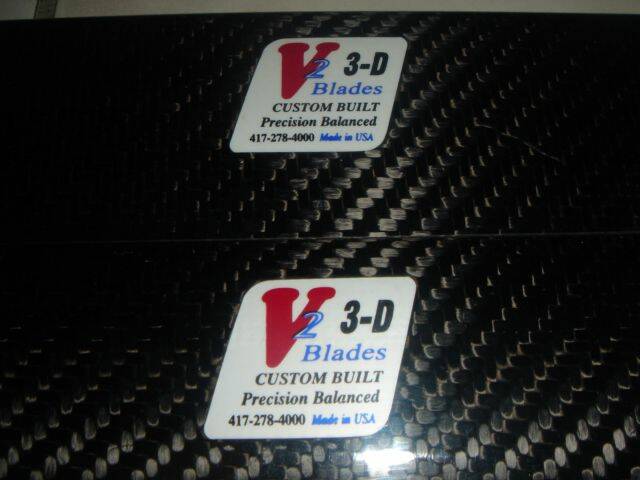 V2 3-D
Blades
CUSTOM BUILT
Precision Balanced
417-278-4000 Made in USA
V2 3-D
Blades
CUSTOM BUILT
Precision Balanced
417-278-4000 Made in USA